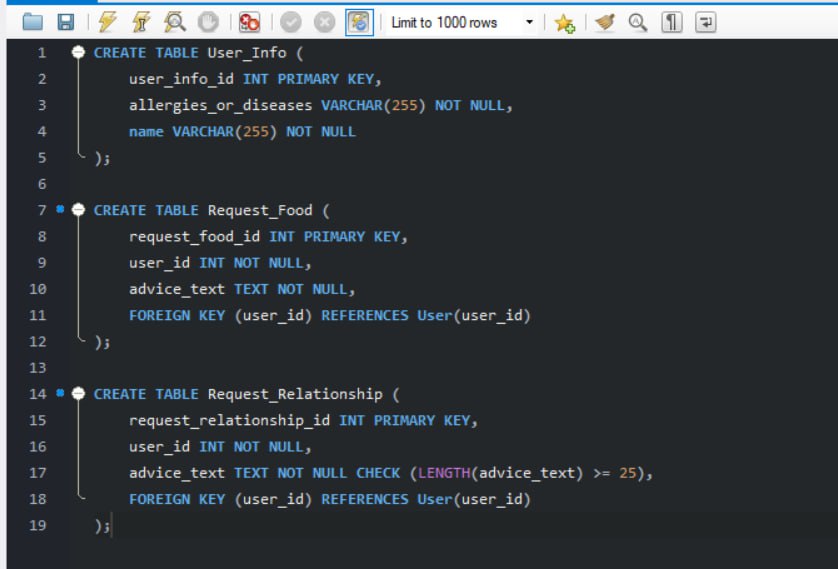 Limit to 1000 rows
1 CREATE TABLE User_Info (
2 user_info_id INT PRIMARY KEY,
3 allergies_or_diseases VARCHAR(255) NOT NULL,
4 name VARCHAR(255) NOT NULL
5 );
6
7 CREATE TABLE Request_Food (
8 request_food_id INT PRIMARY KEY,
9 user_id INT NOT NULL,
10 advice_text TEXT NOT NULL,
11 FOREIGN KEY (user_id) REFERENCES User(user_id)
12 );
13
14 CREATE TABLE Request_Relationship (
15 request_relationship_id INT PRIMARY KEY,
16 user_id INT NOT NULL,
17 advice_text TEXT NOT NULL CHECK (LENGTH(advice_text) >= 25),
18 FOREIGN KEY (user_id) REFERENCES User(user_id)
19 );